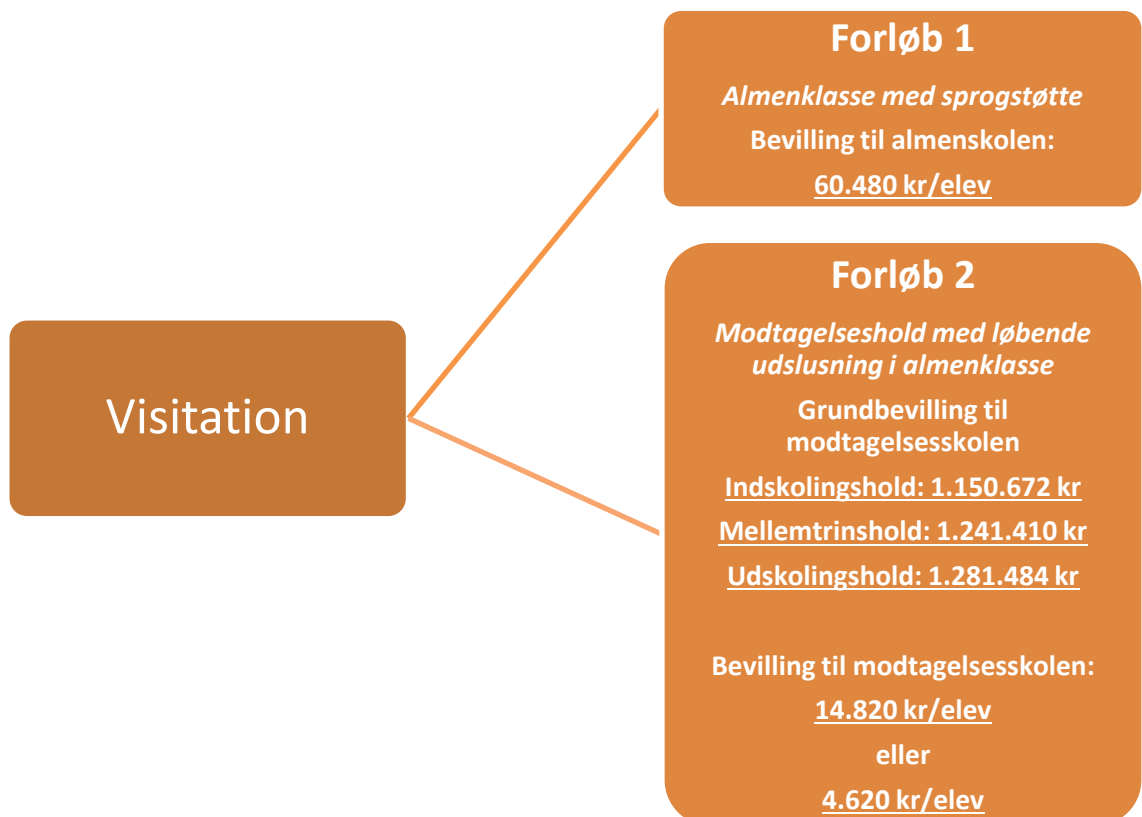 Visitation
Forløb 1
Almenklasse med sprogstøtte
Bevilling til almenskolen:
60.480 kr/elev
Forløb 2
Modtagelseshold med løbende
udslusning i almenklasse
Grundbevilling til
modtagelsesskolen
Indskolingshold: 1.150.672 kr
Mellemtrinshold: 1.241.410 kr
Udskolingshold: 1.281.484 kr
Bevilling til modtagelsesskolen:
14.820 kr/elev
eller
4.620 kr/elev